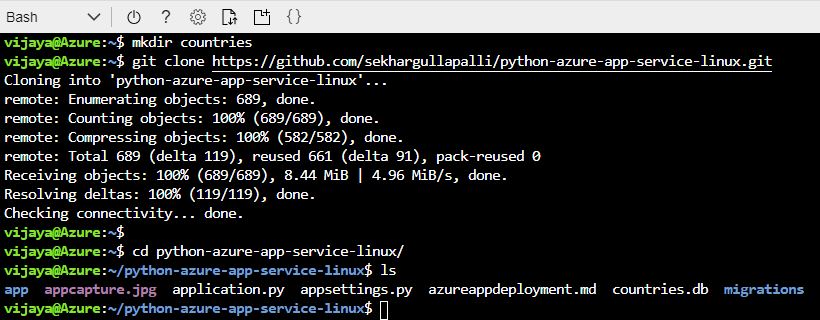 Bash ?  {}
vijaya@Azure:~$ mkdir countries
vijaya@Azure:~$ git clone https://github.com/sekhargullapalli/python-azure-app-service-linux.git
Cloning into 'python-azure-app-service-linux'...
remote: Enumerating objects: 689, done.
remote: Counting objects: 100% (689/689), done.
remote: Compressing objects: 100% (582/582), done.
remote: Total 689 (delta 119), reused 661 (delta 91), pack-reused 0
Receiving objects: 100% (689/689), 8.44 MiB | 4.96 MiB/s, done.
Resolving deltas: 100% (119/119), done.
Checking connectivity... done.
vijaya@Azure:~$
vijaya@Azure:~$ cd python-azure-app-service-linux/
vijaya@Azure:~/python-azure-app-service-linux$ ls
app  appcapture.jpg  application.py  appsettings.py  azureappdeployment.md  countries.db  migrations
vijaya@Azure:~/python-azure-app-service-linux$